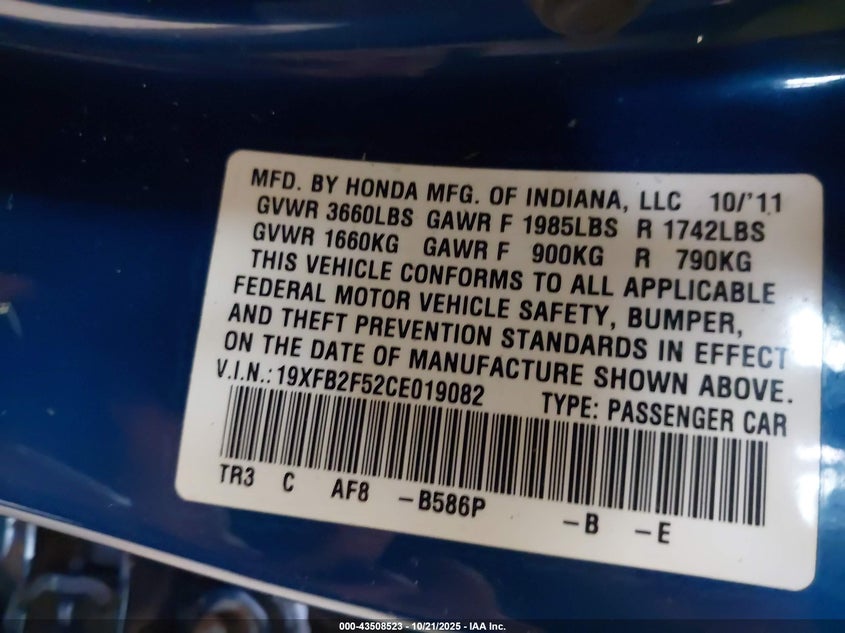 MFD. BY HONDA MFG. OF INDIANA, LLC 10/'11
GVWR 3660LBS GAWR F 1985LBS R 1742LBS
GVWR 1660KG GAWR F 900KG R 790KG
THIS VEHICLE CONFORMS TO ALL APPLICABLE
FEDERAL MOTOR VEHICLE SAFETY, BUMPER,
AND THEFT PREVENTION STANDARDS IN EFFECT
ON THE DATE OF MANUFACTURE SHOWN ABOVE.
V.I.N.:19XFB2F52CE019082 TYPE: PASSENGER CAR
TR3 C AF8 -B586P -B -E
000-43508523 - 10/21/2025 - IAA Inc.